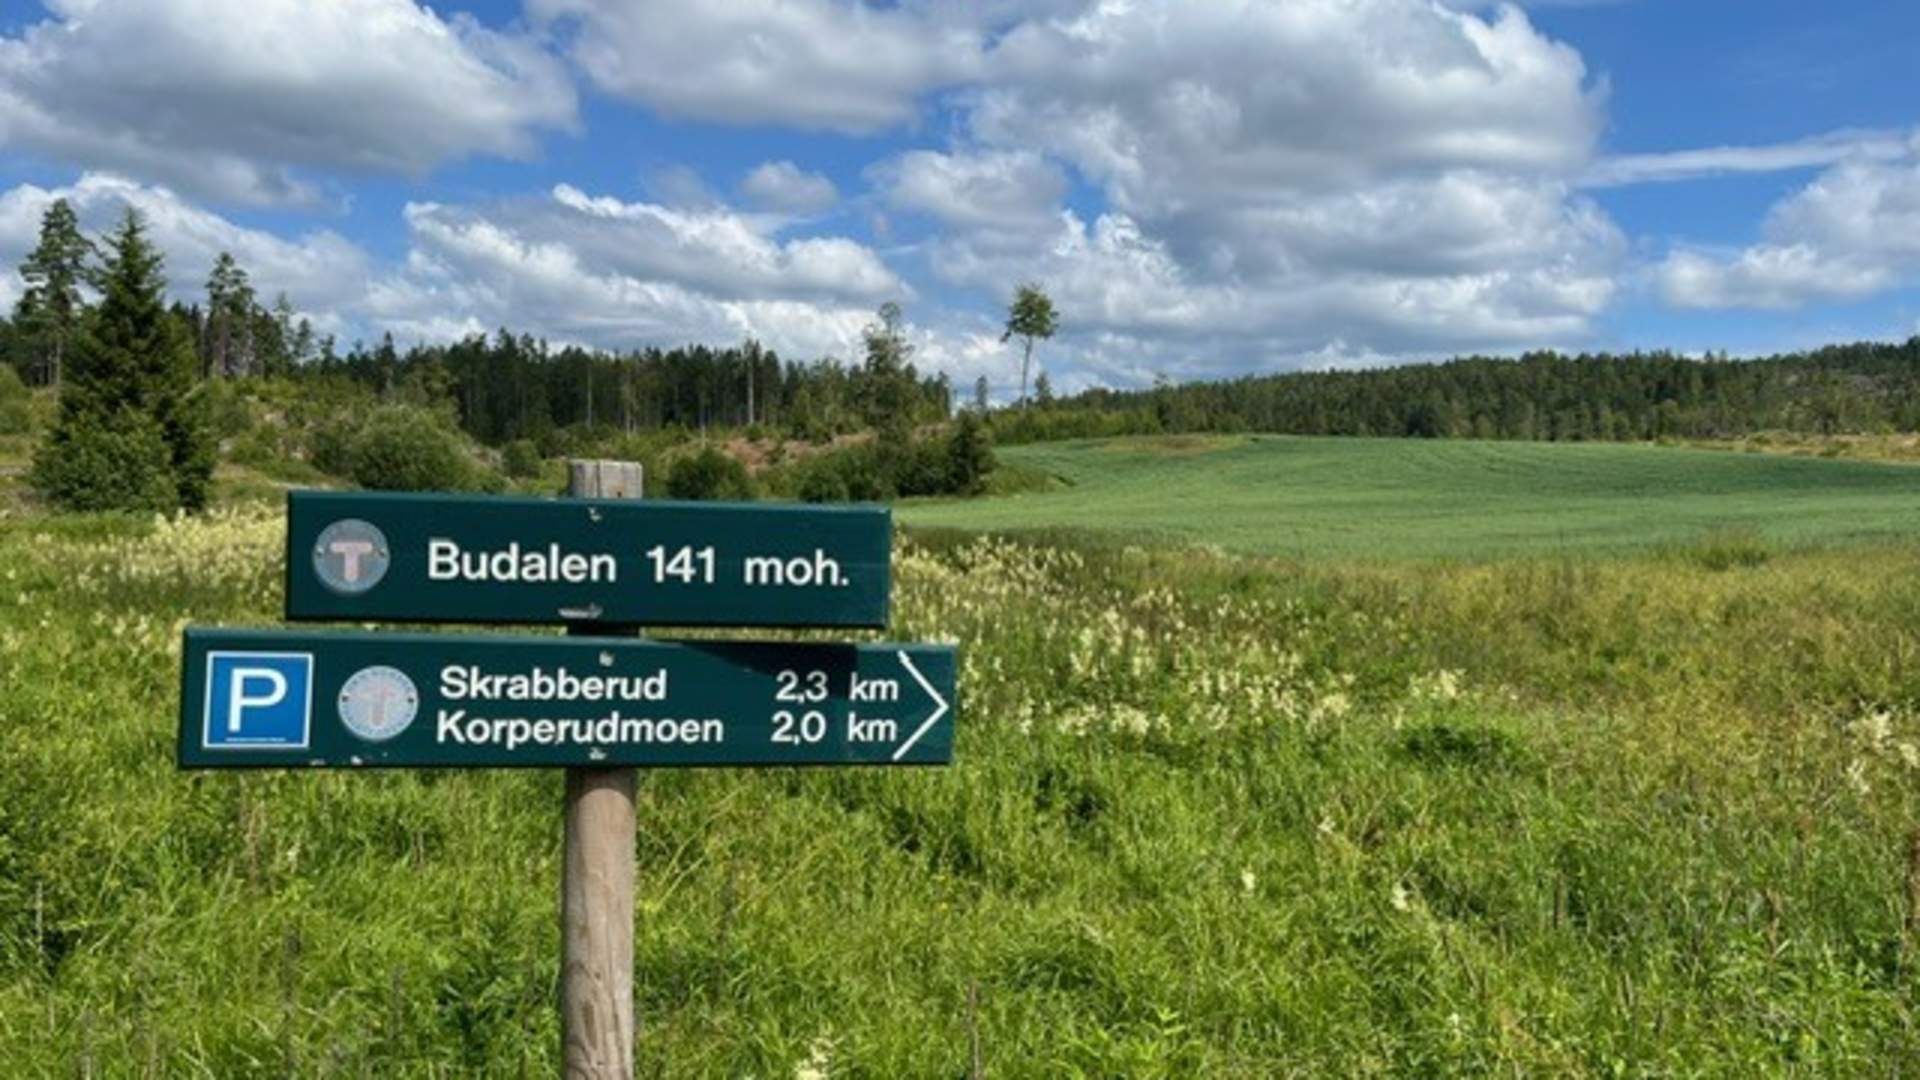 T Budalen 141 moh.
P T Skrabberud 2,3 km
Korperudmoen 2,0 km